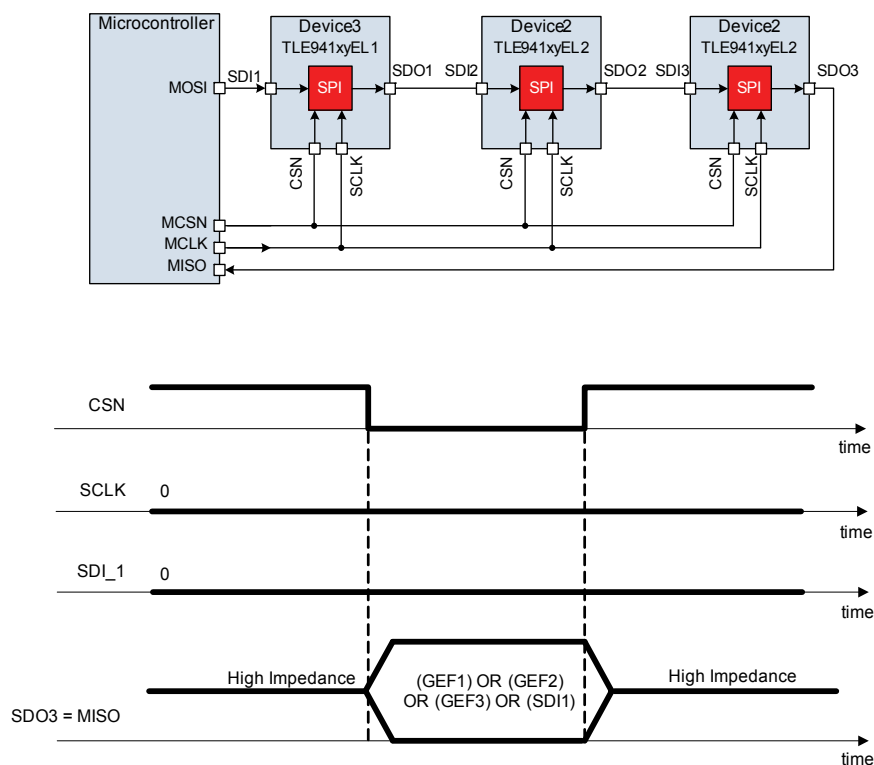 Microcontroller
Device3
TLE941xyEL1
Device2
TLE941xyEL2
Device2
TLE941xyEL2
MOSI
SDI1
SPI
SDO1
SDI2
SPI
SDO2
SDI3
SPI
SDO3
CSN
SCLK
CSN
SCLK
CSN
SCLK
MCSN
MCLK
MISO
CSN
time
SCLK
0
time
SDI_1
0
time
High Impedance
(GEF1) OR (GEF2)
OR (GEF3) OR (SDI1)
High Impedance
SDO3 = MISO
time